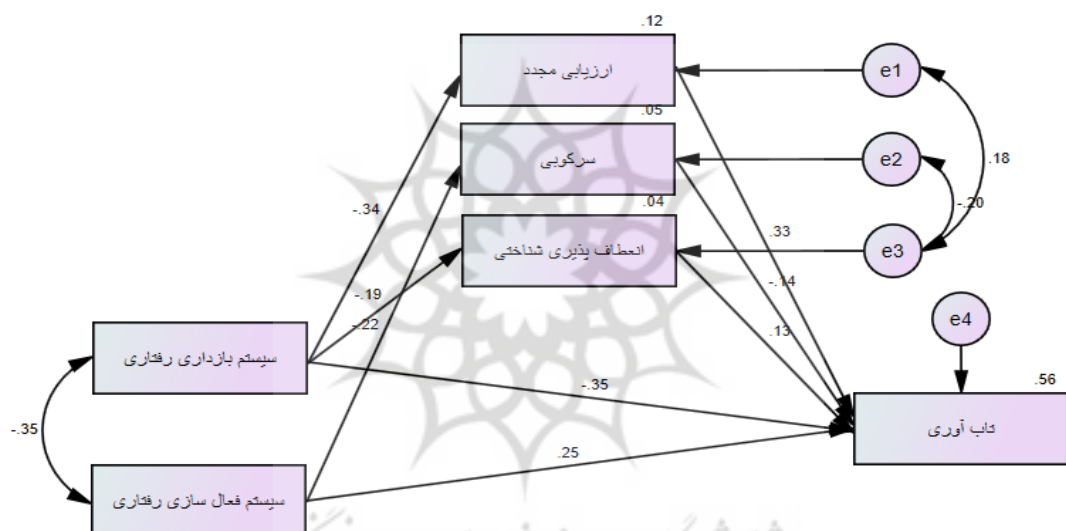 .12
ارزیابی مجدد
e1
.05
سرکوبی
e2
.18
-.20
.04
-.34
.33
انعطاف پذیری شناختی
e3
-.14
-.19
-.22
.13
e4
سیستم بازداری رفتاری
-.35
.56
تاب آوری
-.35
.25
سیستم فعال سازی رفتاری